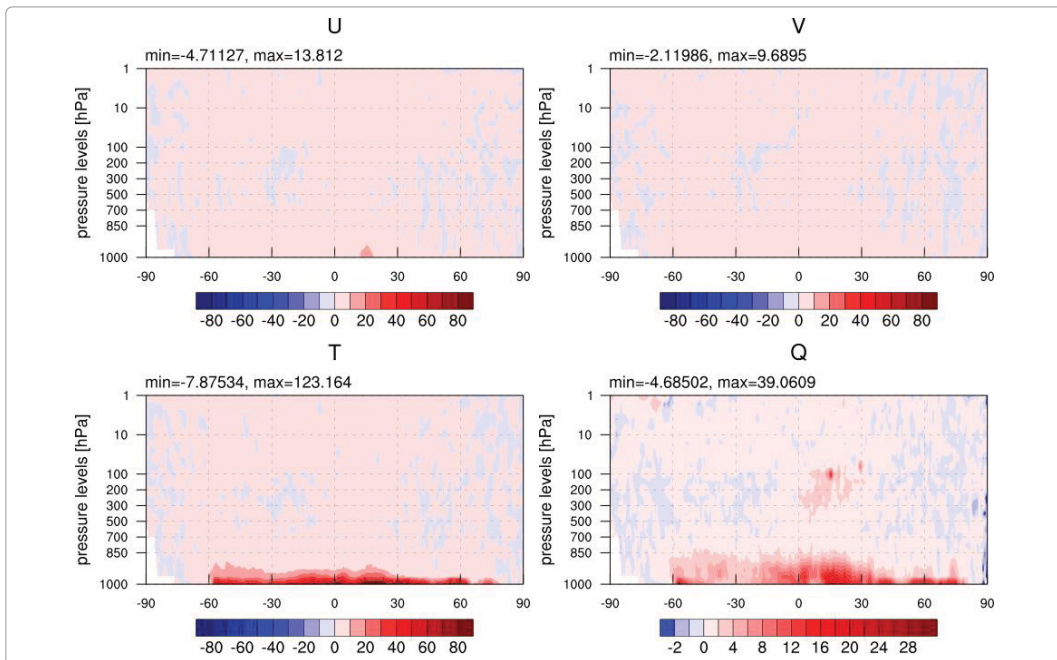 U
min=-4.71127, max=13.812
pressure levels [hPa]
1
10
100
200
300
500
700
850
1000
-90 -60 -30 0 30 60 90
-80 -60 -40 -20 0 20 40 60 80
V
min=-2.11986, max=9.6895
pressure levels [hPa]
1
10
100
200
300
500
700
850
1000
-90 -60 -30 0 30 60 90
-80 -60 -40 -20 0 20 40 60 80
T
min=-7.87534, max=123.164
pressure levels [hPa]
1
10
100
200
300
500
850
1000
-90 -60 -30 0 30 60 90
-80 -60 -40 -20 0 20 40 60 80
Q
min=-4.68502, max=39.0609
pressure levels [hPa]
1
10
100
200
300
500
850
1000
-90 -60 -30 0 30 60 90
-2 0 4 8 12 16 20 24 28